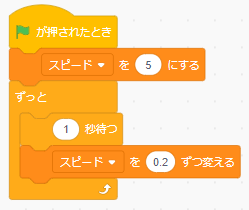 が押されたとき
スピード を 5 にする
ずっと
1 秒待つ
スピード を 0.2 ずつ変える